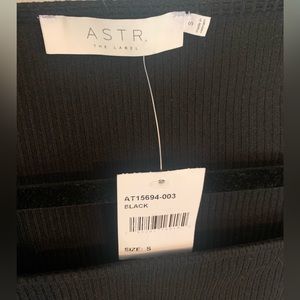 ASTR.
THE LABEL
S
AT15694-003
BLACK
SIZE: S